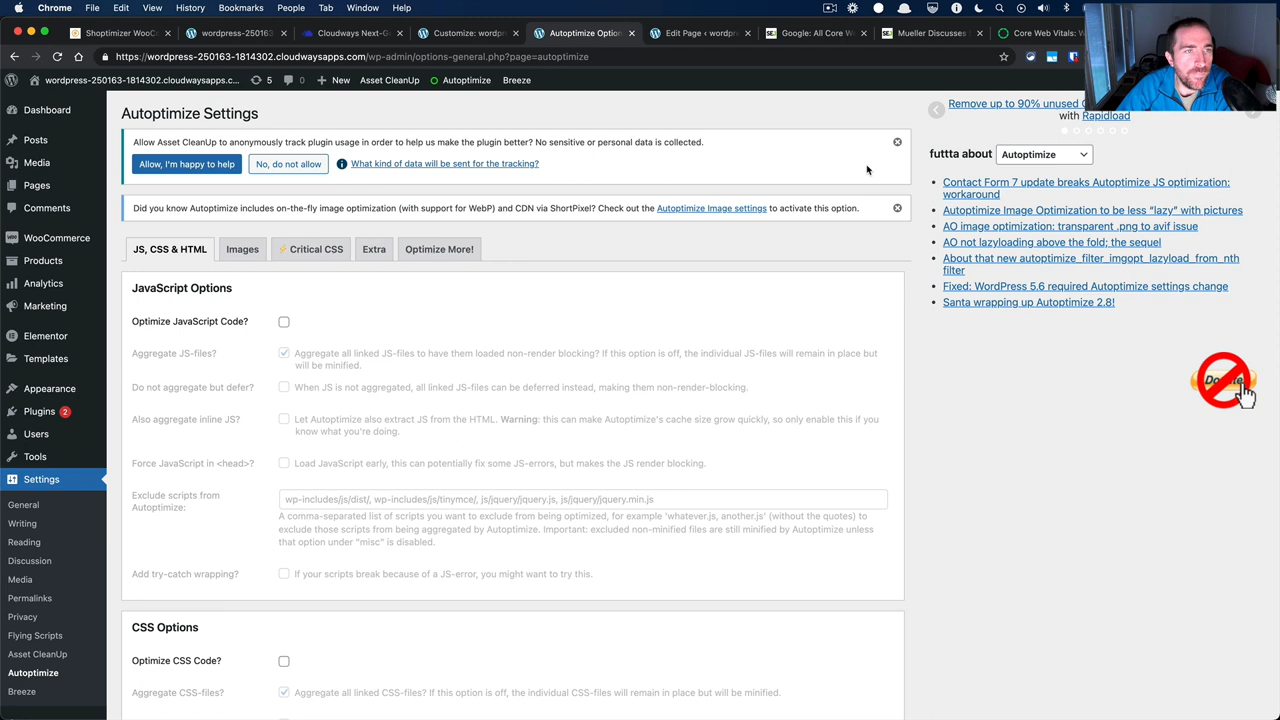 Chrome File Edit View History Bookmarks People Tab Window Help
Shoptimizer WooC
wordpress-250163
Cloudways Next-G
Customize: wordpre
Autoptimize Option
Edit Page ‹ wordpre
Google: All Core W
Mueller Discusses
Core Web Vitals: W
wordpress-250163-1814302.cloudwaysapps.com/wp-admin/options-general.php?page=autoptimize
wordpress-250163-1814302.cloudwaysapps.c...
5
0
New
Asset CleanUp
Autoptimize
Breeze
Dashboard
Posts
Media
Pages
Comments
WooCommerce
Products
Analytics
Marketing
Elementor
Templates
Appearance
Plugins 2
Users
Tools
Settings
General
Writing
Reading
Discussion
Media
Permalinks
Privacy
Flying Scripts
Asset CleanUp
Autoptimize
Breeze
Autoptimize Settings
Allow Asset CleanUp to anonymously track plugin usage in order to help us make the plugin better? No sensitive or personal data is collected.
Allow, I'm happy to help
No, do not allow
What kind of data will be sent for the tracking?
Did you know Autoptimize includes on-the-fly image optimization (with support for WebP) and CDN via ShortPixel? Check out the Autoptimize Image settings to activate this option.
JS, CSS & HTML
Images
Critical CSS
Extra
Optimize More!
JavaScript Options
Optimize JavaScript Code?
Aggregate JS-files?
Aggregate all linked JS-files to have them loaded non-render blocking? If this option is off, the individual JS-files will remain in place but
will be minified.
Do not aggregate but defer?
When JS is not aggregated, all linked JS-files can be deferred instead, making them non-render-blocking.
Also aggregate inline JS?
Let Autoptimize also extract JS from the HTML. Warning: this can make Autoptimize's cache size grow quickly, so only enable this if you
know what you're doing.
Force JavaScript in <head>?
Load JavaScript early, this can potentially fix some JS-errors, but makes the JS render blocking.
Exclude scripts from
Autoptimize:
wp-includes/js/dist/, wp-includes/js/tinymce/, js/jquery/jquery.js, js/jquery/jquery.min.js
A comma-separated list of scripts you want to exclude from being optimized, for example 'whatever.js, another.js' (without the quotes) to
exclude those scripts from being aggregated by Autoptimize. Important: excluded non-minified files are still minified by Autoptimize unless
that option under "misc" is disabled.
Add try-catch wrapping?
If your scripts break because of a JS-error, you might want to try this.
CSS Options
Optimize CSS Code?
Aggregate CSS-files?
Aggregate all linked CSS-files? If this option is off, the individual CSS-files will remain in place but will be minified.
Remove up to 90% unused
with Rapidload
futtta about
Autoptimize
Contact Form 7 update breaks Autoptimize JS optimization:
workaround
Autoptimize Image Optimization to be less "lazy" with pictures
AO image optimization: transparent .png to avif issue
AO not lazyloading above the fold; the sequel
About that new autoptimize_filter_imgopt_lazyload_from_nth
filter
Fixed: WordPress 5.6 required Autoptimize settings change
Santa wrapping up Autoptimize 2.8!